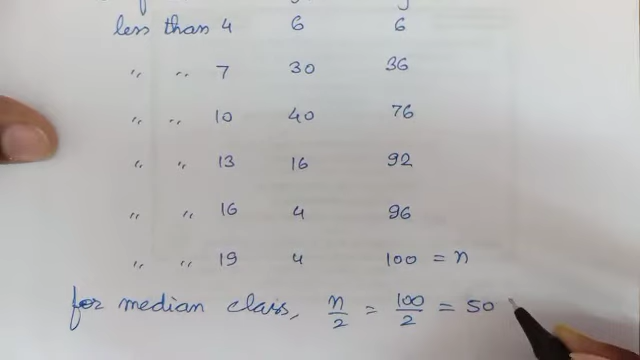 less than 4 6 6
,, ,, 7 30 36
,, ,, 10 40 76
,, ,, 13 16 92
,, ,, 16 4 96
,, ,, 19 4 100 = n
for median class, n/2 = 100/2 = 50